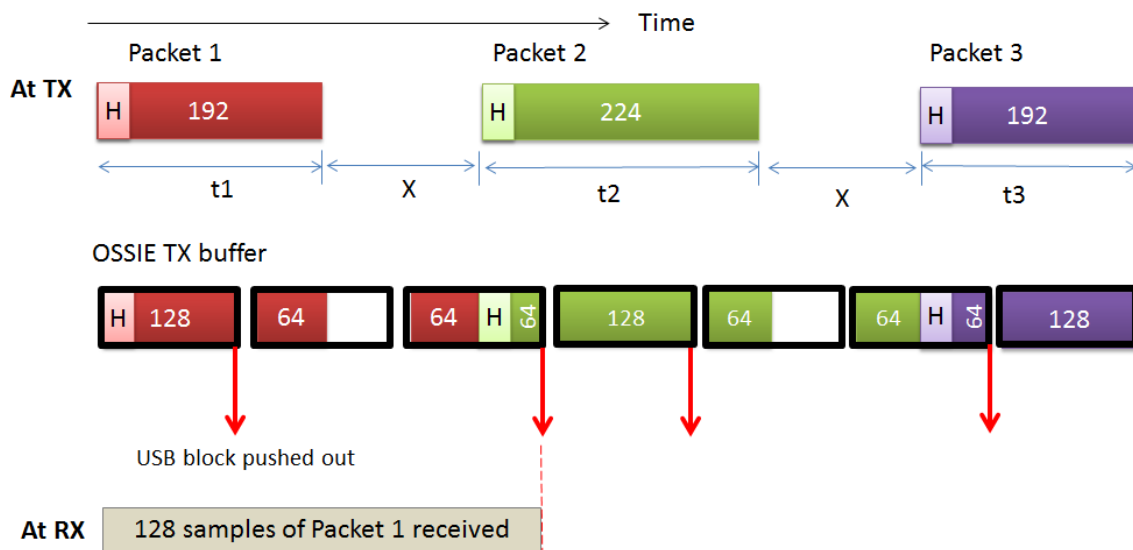 Time
Packet 1 Packet 2 Packet 3
At TX H 192 H 224 H 192
t1 X t2 X t3
OSSIE TX buffer
H 128 64 64 H 64 128 64 64 H 64 128
USB block pushed out
At RX 128 samples of Packet 1 received